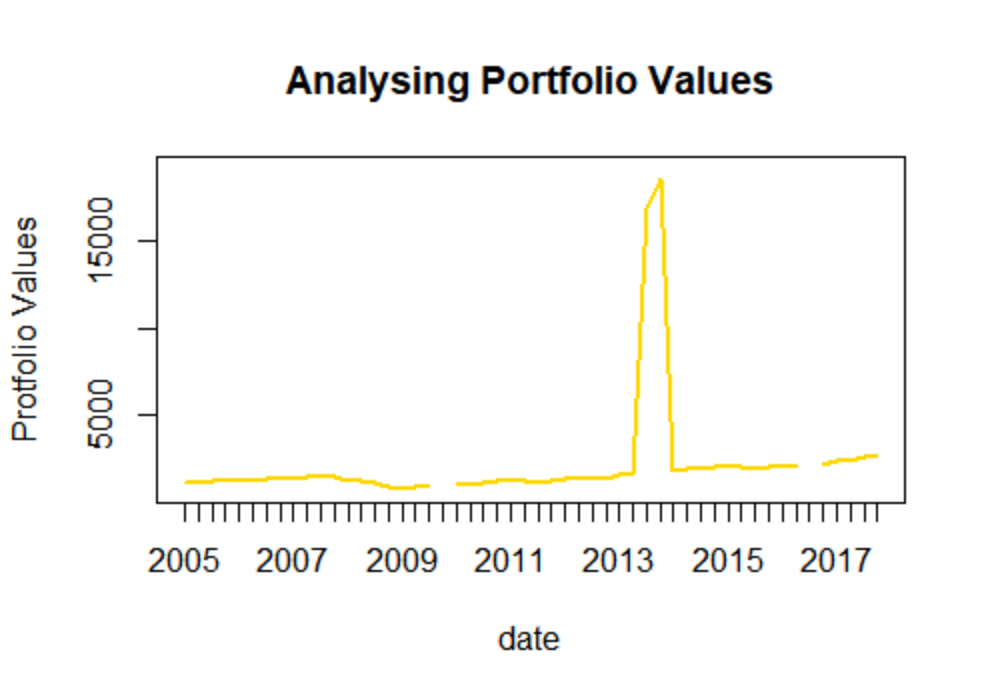 Analysing Portfolio Values
Protfolio Values
15000
5000
2005 2007 2009 2011 2013 2015 2017
date